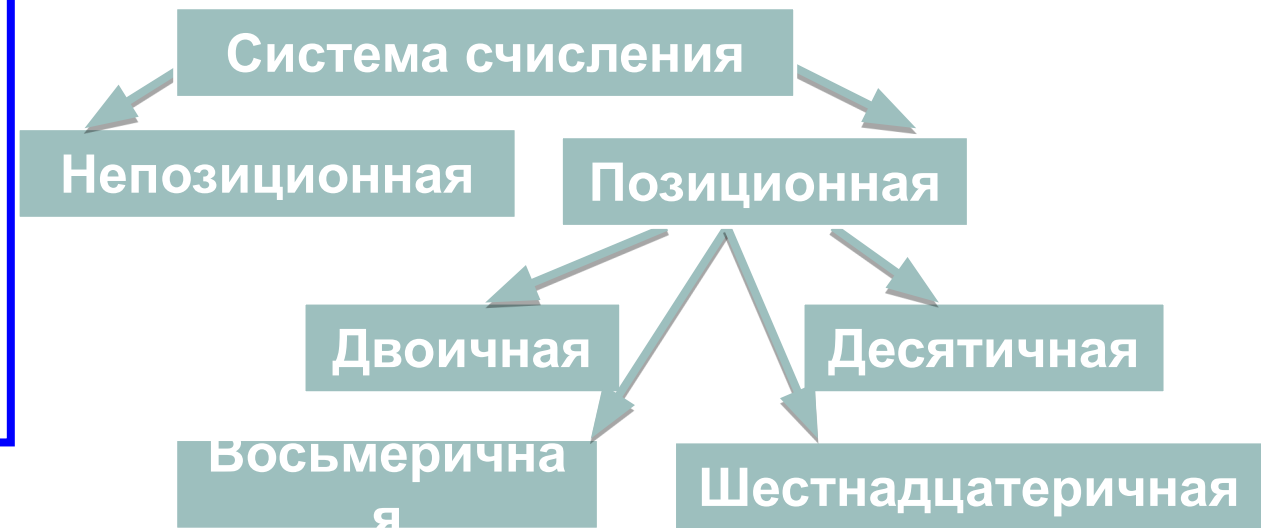 Система счисления
Непозиционная
Позиционная
Двоичная
Десятичная
Восьмерична
я
Шестнадцатеричная